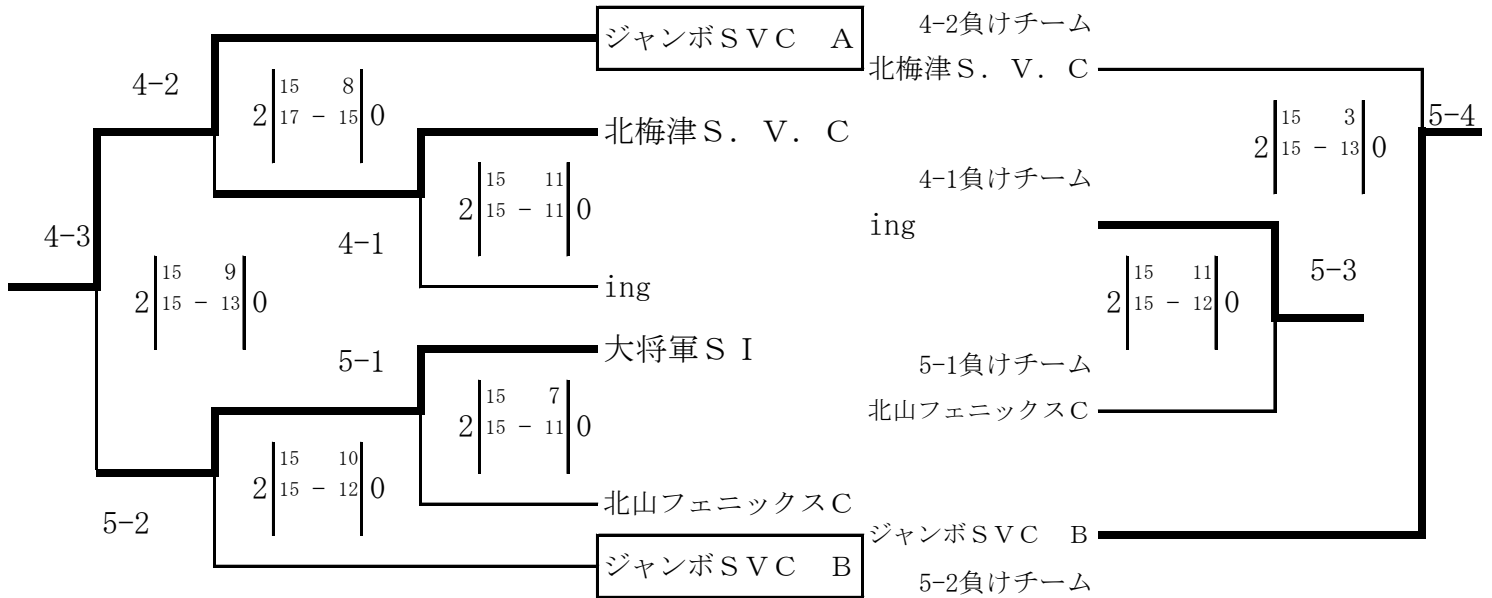 ジャンボＳＶＣ　Ａ
4-2
15 8
2 17 - 15 0
北梅津Ｓ．Ｖ．Ｃ
15 11
2 15 - 11 0
4-1
ing
4-3
15 9
2 15 - 13 0
大将軍ＳＩ
5-1
15 7
2 15 - 11 0
北山フェニックスＣ
15 10
2 15 - 12 0
5-2
ジャンボＳＶＣ　Ｂ
4-2負けチーム
北梅津Ｓ．Ｖ．Ｃ
5-4
15 3
2 15 - 13 0
4-1負けチーム
ing
5-3
15 11
2 15 - 12 0
5-1負けチーム
北山フェニックスＣ
ジャンボＳＶＣ　Ｂ
5-2負けチーム